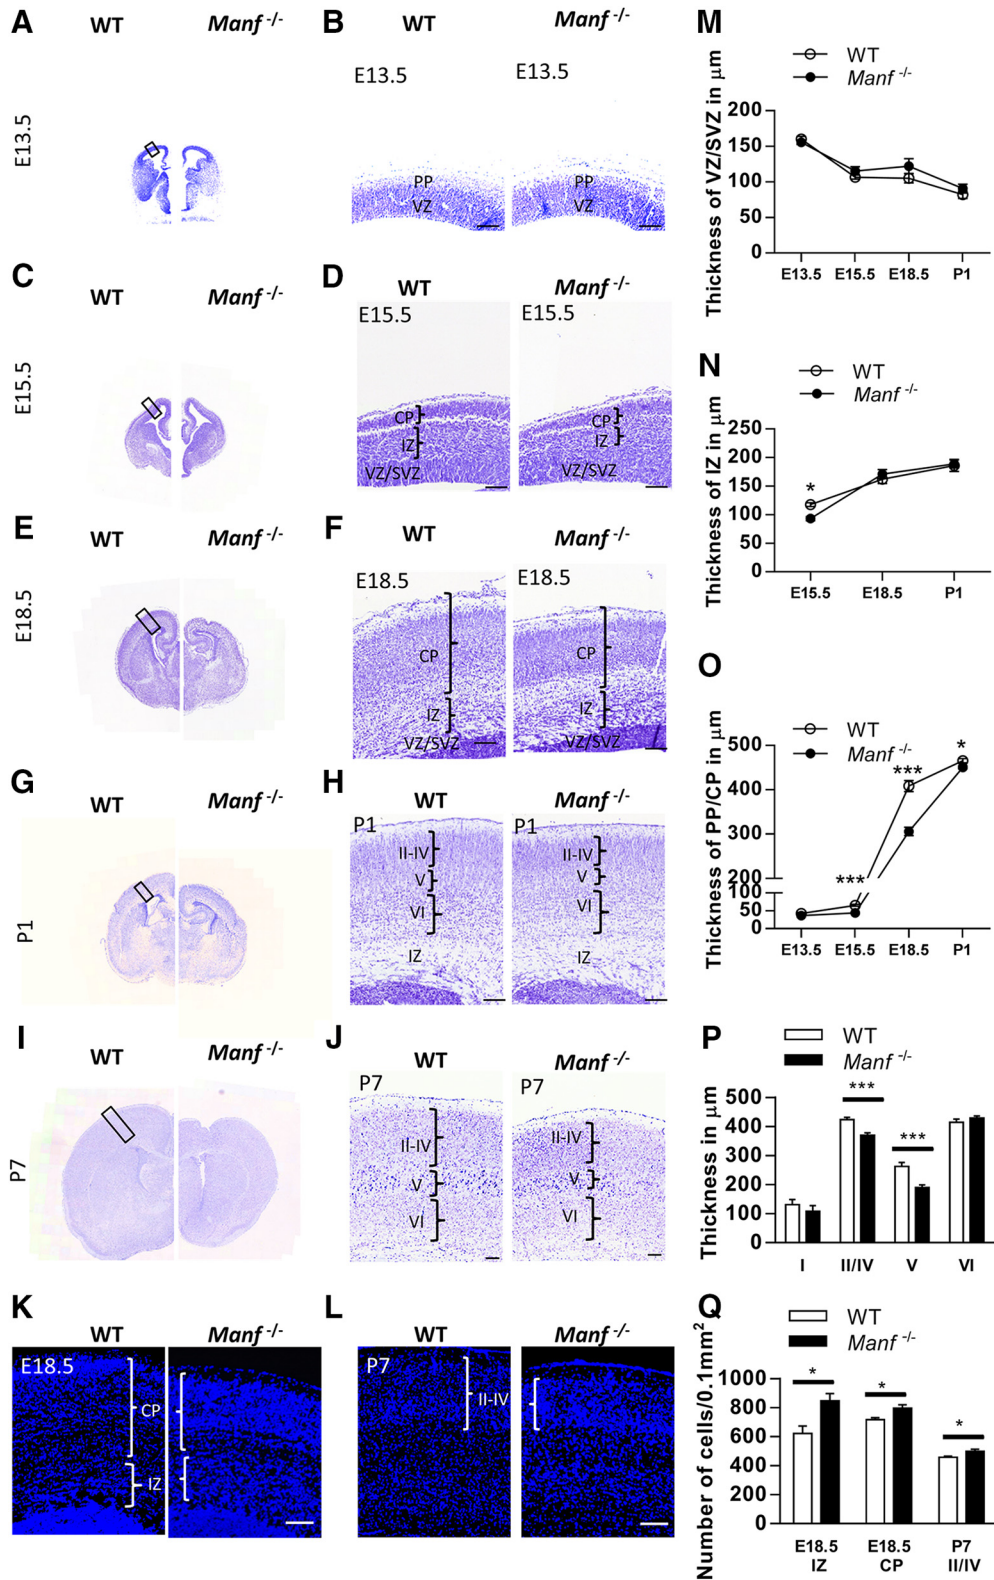 A
WT Manf -/-
E13.5
B
WT Manf -/-
E13.5 E13.5
PP PP
VZ VZ
C
WT Manf -/-
E15.5
D
WT Manf -/-
E15.5 E15.5
CP CP
IZ IZ
VZ/SVZ VZ/SVZ
E
WT Manf -/-
E18.5
F
WT Manf -/-
E18.5 E18.5
CP CP
IZ IZ
VZ/SVZ VZ/SVZ
G
WT Manf -/-
P1
H
WT Manf -/-
P1 P1
II-IV II-IV
V V
VI VI
IZ IZ
I
WT Manf -/-
P7
J
WT Manf -/-
P7 P7
II-IV II-IV
V V
VI VI
K
WT Manf -/-
E18.5
CP
IZ
L
WT Manf -/-
P7
II-IV
M
WT
Manf -/-
Thickness of VZ/SVZ in μm
200
150
100
50
0
E13.5 E15.5 E18.5 P1
N
WT
Manf -/-
Thickness of IZ in μm
250
200
150
100
50
0
*
E15.5 E18.5 P1
O
WT
Manf -/-
Thickness of PP/CP in μm
500
400
300
200
100
50
0
*** *** *
E13.5 E15.5 E18.5 P1
P
WT
Manf -/-
Thickness in μm
500
400
300
200
100
0
*** ***
I II/IV V VI
Q
WT
Manf -/-
Number of cells/0.1mm2
1000
800
600
400
200
0
* * *
E18.5 E18.5 P7
IZ CP II/IV